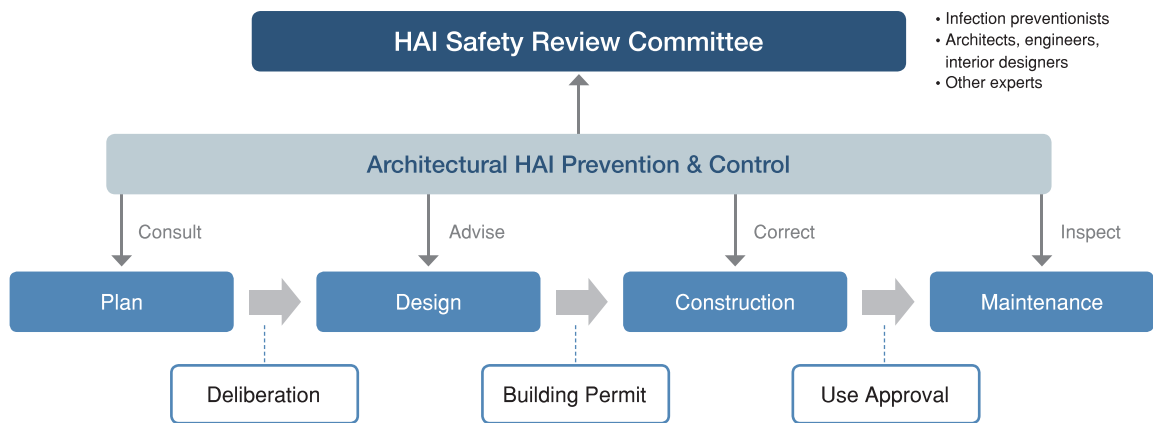 HAI Safety Review Committee
• Infection preventionists
• Architects, engineers,
interior designers
• Other experts
Architectural HAI Prevention & Control
Consult
Advise
Correct
Inspect
Plan
Design
Construction
Maintenance
Deliberation
Building Permit
Use Approval